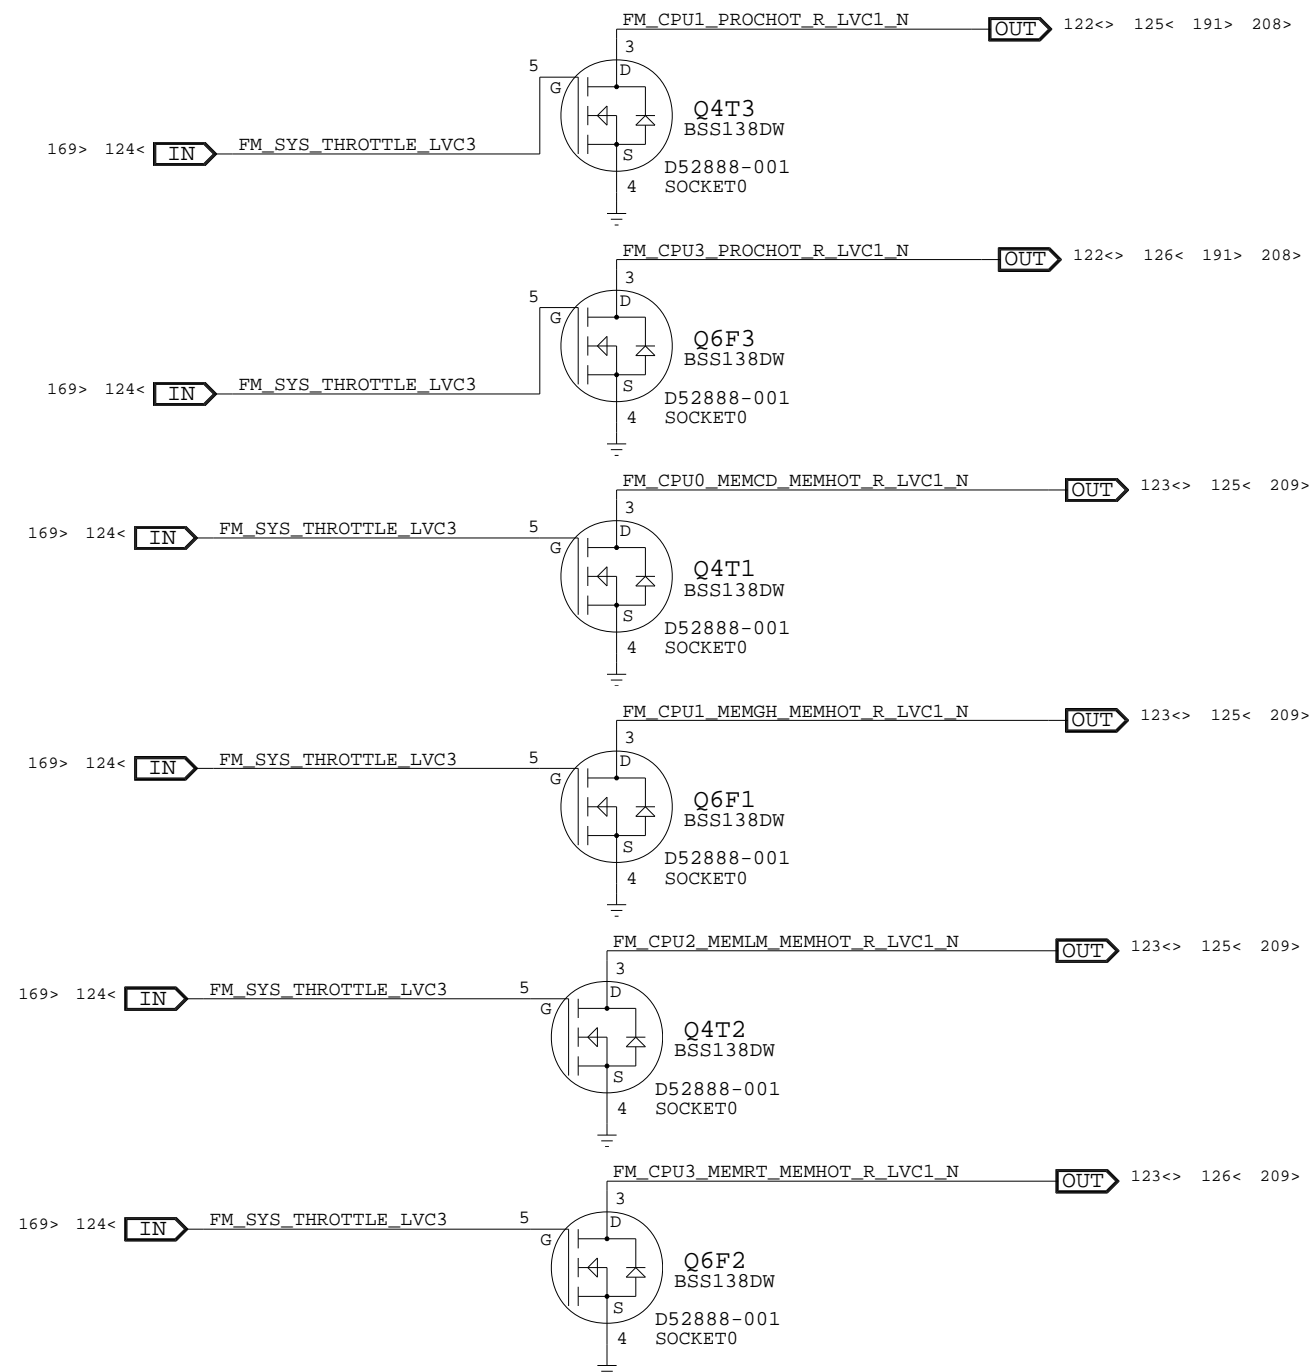 FM_CPU1_PROCHOT_R_LVC1_N OUT 122<> 125< 191> 208>
3
5 D
G
Q4T3
BSS138DW
169> 124< IN FM_SYS_THROTTLE_LVC3
S
D52888-001
4 SOCKET0
FM_CPU3_PROCHOT_R_LVC1_N OUT 122<> 126< 191> 208>
3
5 D
G
Q6F3
BSS138DW
169> 124< IN FM_SYS_THROTTLE_LVC3
S
D52888-001
4 SOCKET0
FM_CPU0_MEMCD_MEMHOT_R_LVC1_N OUT 123<> 125< 209>
3
169> 124< IN FM_SYS_THROTTLE_LVC3 5 D
G
Q4T1
BSS138DW
S
D52888-001
4 SOCKET0
FM_CPU1_MEMGH_MEMHOT_R_LVC1_N OUT 123<> 125< 209>
3
169> 124< IN FM_SYS_THROTTLE_LVC3 5 D
G
Q6F1
BSS138DW
S
D52888-001
4 SOCKET0
FM_CPU2_MEMLM_MEMHOT_R_LVC1_N OUT 123<> 125< 209>
3
169> 124< IN FM_SYS_THROTTLE_LVC3 5 D
G
Q4T2
BSS138DW
S
D52888-001
4 SOCKET0
FM_CPU3_MEMRT_MEMHOT_R_LVC1_N OUT 123<> 126< 209>
3
169> 124< IN FM_SYS_THROTTLE_LVC3 5 D
G
Q6F2
BSS138DW
S
D52888-001
4 SOCKET0